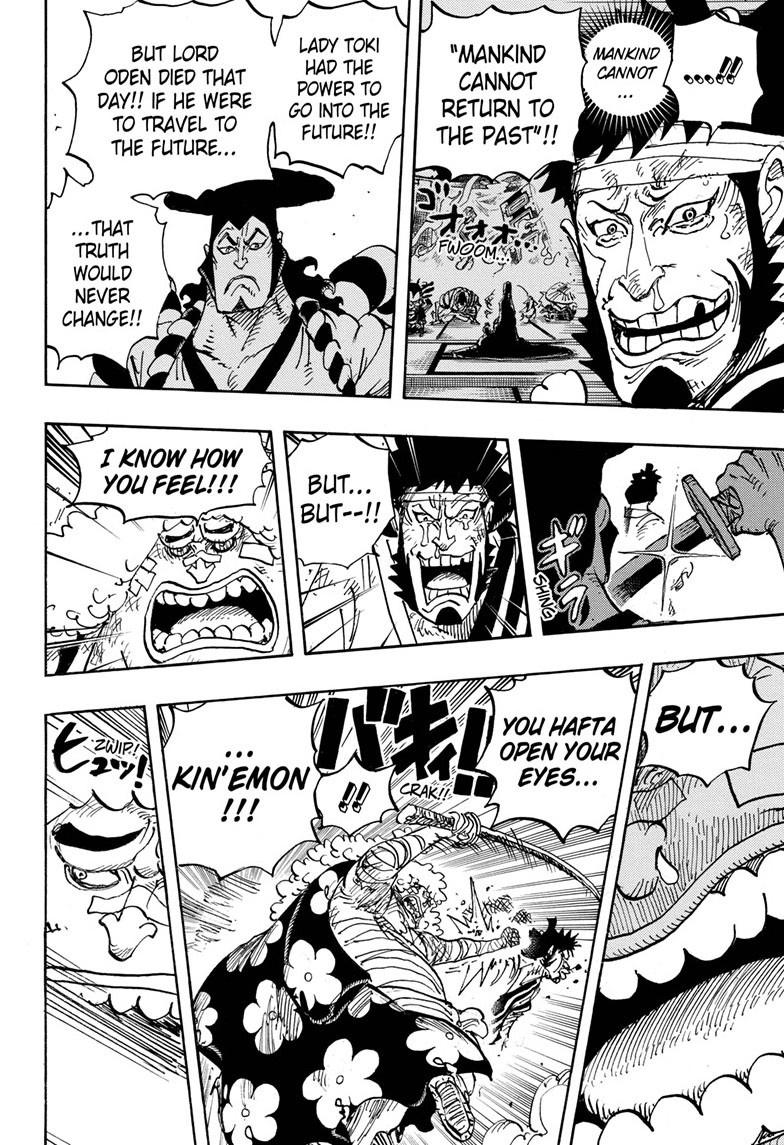 ...!!
MANKIND
CANNOT
...
"MANKIND
CANNOT
RETURN TO
THE PAST"!!
ゴオオオ...
FWOOM...
LADY TOKI
HAD THE
POWER TO
GO INTO THE
FUTURE!!
BUT LORD
ODEN DIED THAT
DAY!! IF HE WERE
TO TRAVEL TO
THE FUTURE...
...THAT
TRUTH
WOULD
NEVER
CHANGE!!
ギラ
SHING
BUT...
BUT--!!
I KNOW HOW
YOU FEEL!!!
BUT...
YOU HAFTA
OPEN YOUR
EYES...
バキィ!!
CRAK!!
!!
...
KIN'EMON
!!!
ヒュッ!
ZWIP!